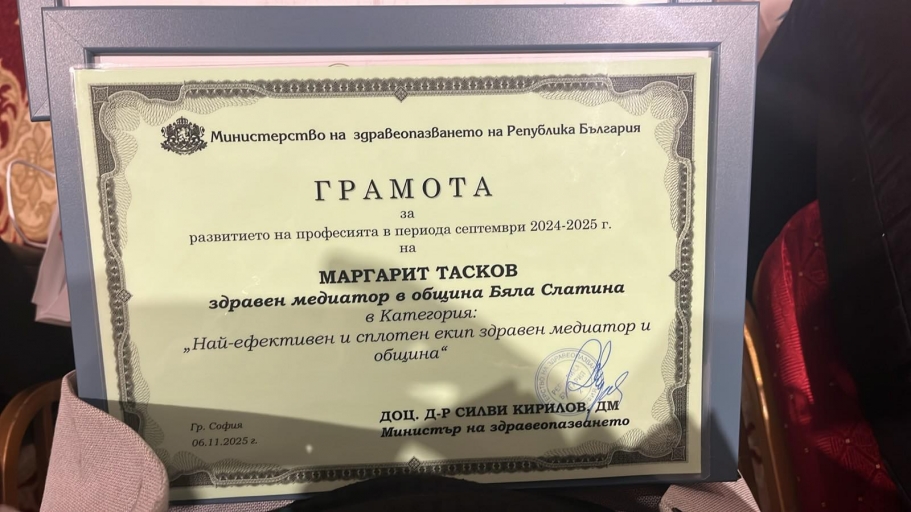 Министерство на здравеопазването на Република България
ГРАМОТА
за
развитието на професията в периода септември 2024-2025 г.
на
МАРГАРИТ ТАСКОВ
здравен медиатор в община Бяла Слатина
в Категория:
„Най-ефективен и сплотен екип здравен медиатор и
община“
ДОЦ. Д-Р СИЛВИ КИРИЛОВ, ДМ
Министър на здравеопазването
Гр. София
06.11.2025 г.